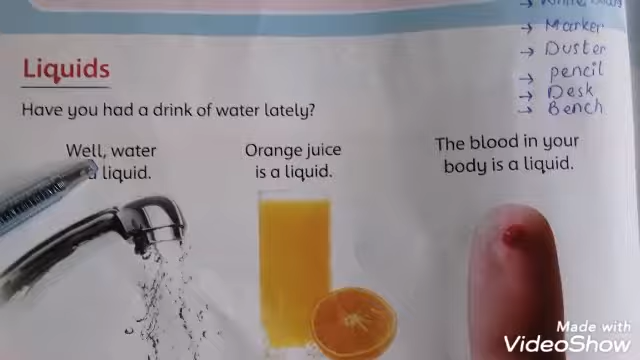 Marker
Duster
pencil
Desk
Bench
Liquids
Have you had a drink of water lately?
Well, water
a liquid.
Orange juice
is a liquid.
The blood in your
body is a liquid.
Made with
VideoShow